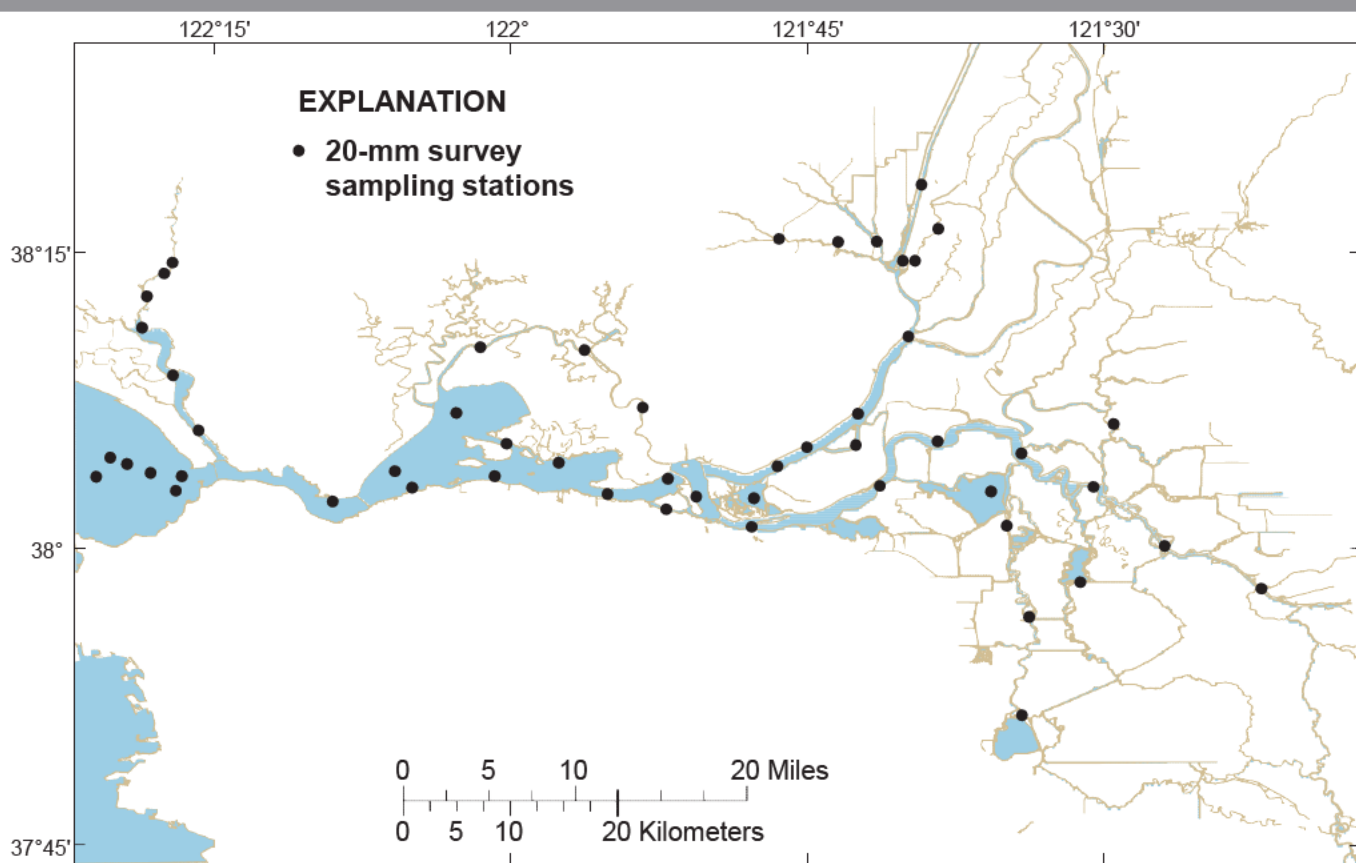 122°15' 122° 121°45' 121°30'
EXPLANATION
20-mm survey
sampling stations
38°15'
38°
0 5 10 20 Miles
0 5 10 20 Kilometers
37°45'